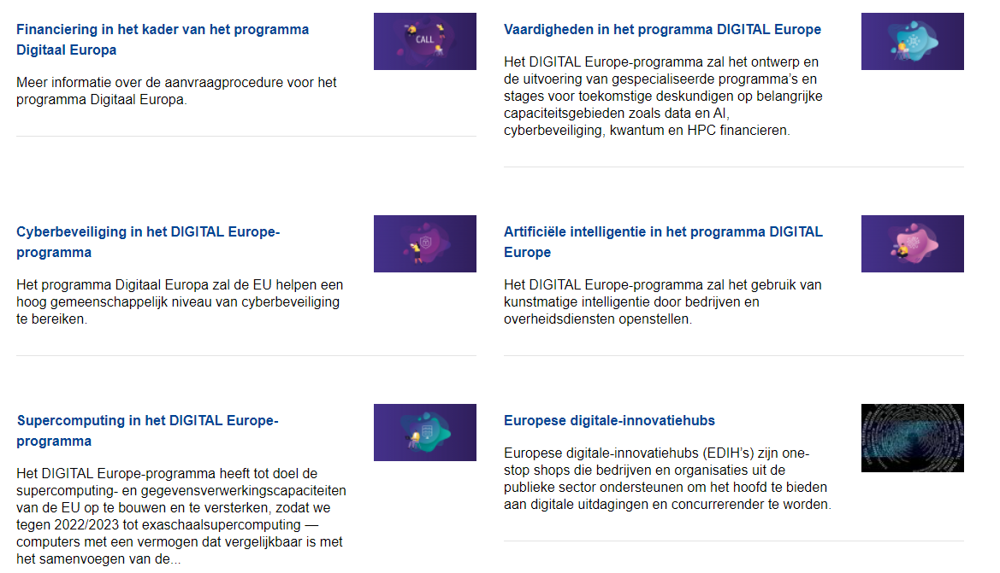 Financiering in het kader van het programma
Digitaal Europa
CALL
Meer informatie over de aanvraagprocedure voor het
programma Digitaal Europa.
Vaardigheden in het programma DIGITAL Europe
Het DIGITAL Europe-programma zal het ontwerp en
de uitvoering van gespecialiseerde programma's en
stages voor toekomstige deskundigen op belangrijke
capaciteitsgebieden zoals data en AI,
cyberbeveiliging, kwantum en HPC financieren.
Cyberbeveiliging in het DIGITAL Europe-
programma
Het programma Digitaal Europa zal de EU helpen een
hoog gemeenschappelijk niveau van cyberbeveiliging
te bereiken.
Artificiële intelligentie in het programma DIGITAL
Europe
Het DIGITAL Europe-programma zal het gebruik van
kunstmatige intelligentie door bedrijven en
overheidsdiensten openstellen.
Supercomputing in het DIGITAL Europe-
programma
Het DIGITAL Europe-programma heeft tot doel de
supercomputing- en gegevensverwerkingscapaciteiten
van de EU op te bouwen en te versterken, zodat we
tegen 2022/2023 tot exaschaalsupercomputing —
computers met een vermogen dat vergelijkbaar is met
het samenvoegen van de...
Europese digitale-innovatiehubs
Europese digitale-innovatiehubs (EDIH's) zijn one-
stop shops die bedrijven en organisaties uit de
publieke sector ondersteunen om het hoofd te bieden
aan digitale uitdagingen en concurrerender te worden.